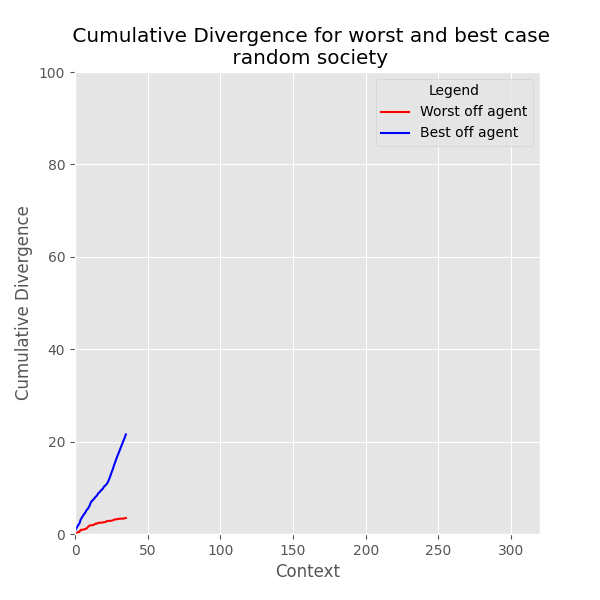 Cumulative Divergence for worst and best case
random society
Cumulative Divergence
100
80
60
40
20
0
Legend
Worst off agent
Best off agent
0
50
100
150
200
250
300
Context